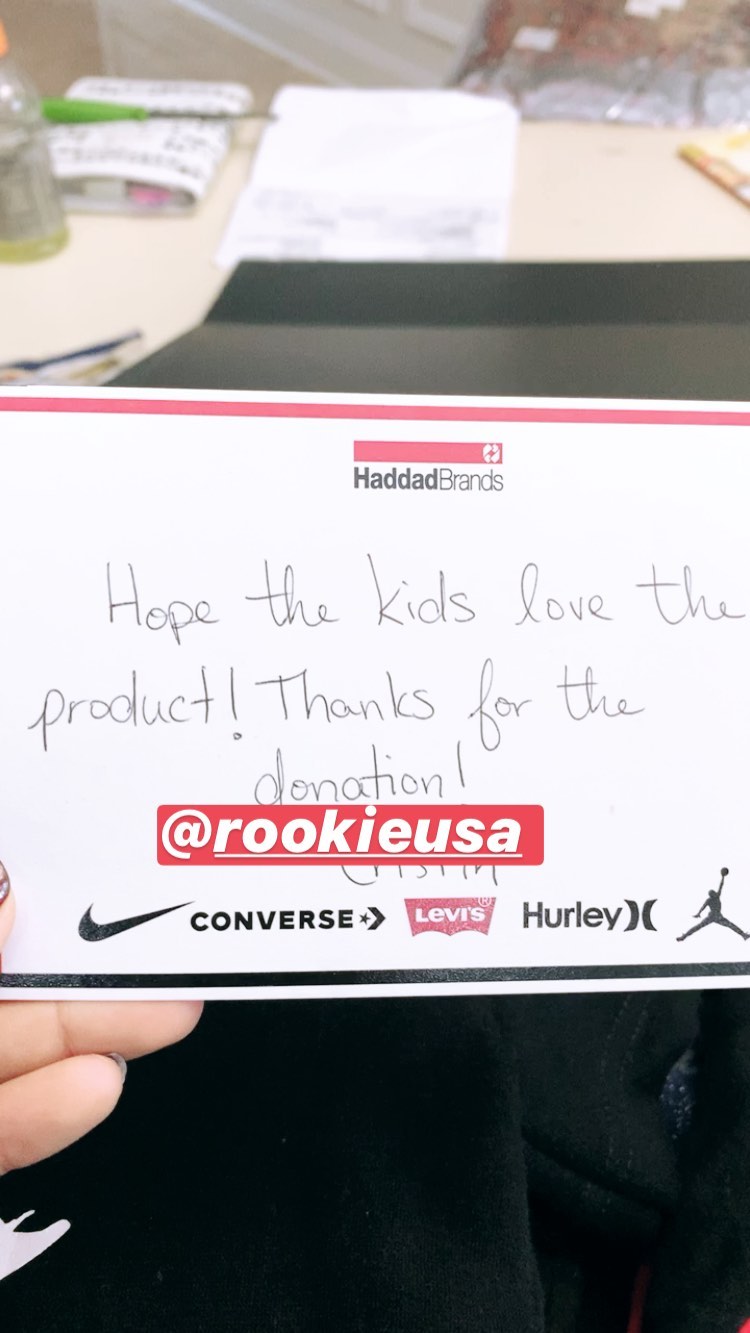 HaddadBrands
Hope the kids love the
product! Thanks for the
donation!
@rookieusa
CONVERSE LEVI'S® Hurley